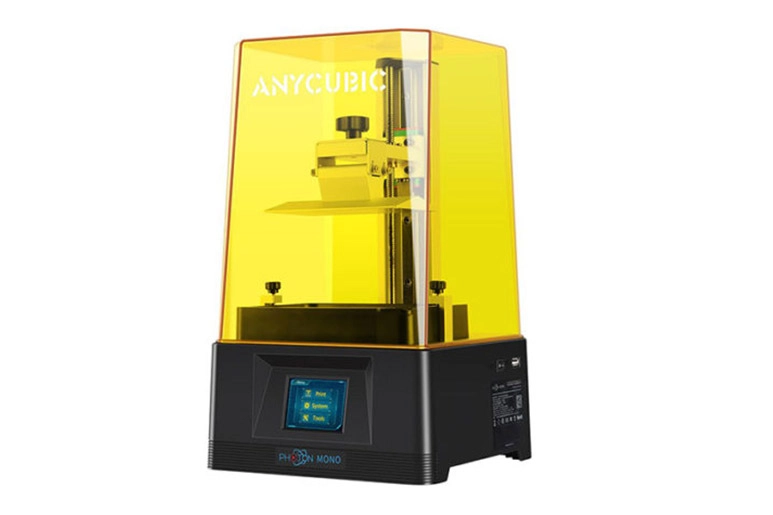 ANYCUBIC
Print
System
Tools
PHOTON MONO